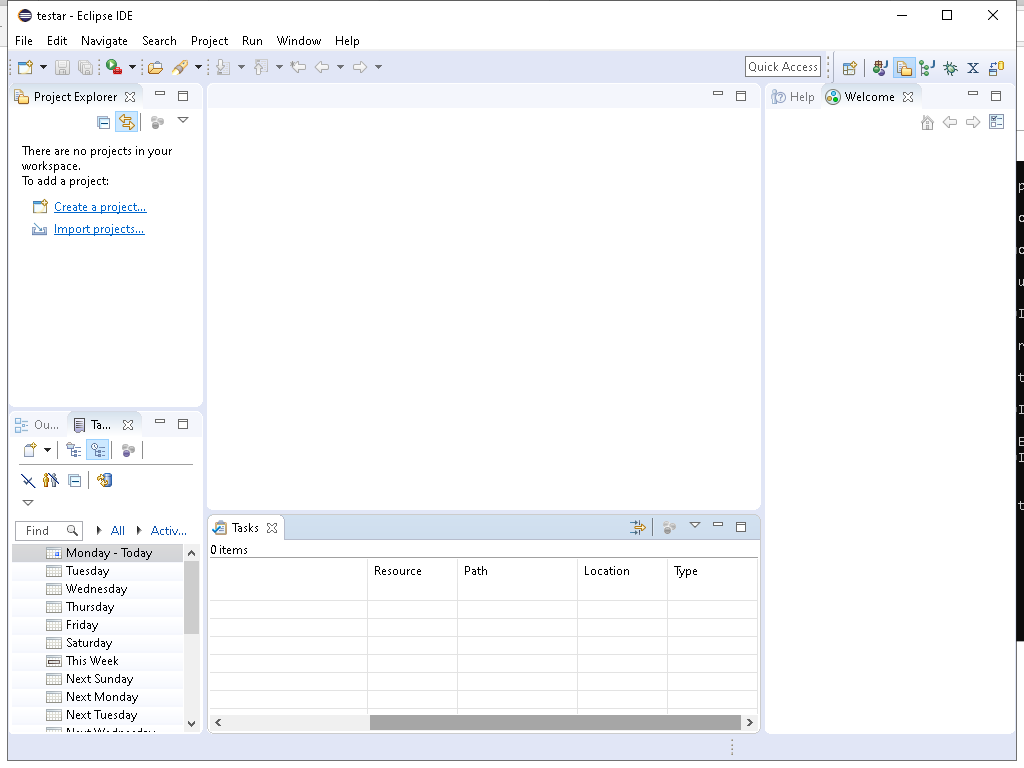 testar - Eclipse IDE
File Edit Navigate Search Project Run Window Help
Quick Access
Project Explorer
There are no projects in your
workspace.
To add a project:
Create a project...
Import projects...
Help Welcome
Ou... Ta...
Find All Activ...
Monday - Today
Tuesday
Wednesday
Thursday
Friday
Saturday
This Week
Next Sunday
Next Monday
Next Tuesday
Next Wednesday
Tasks
0 items
Resource Path Location Type